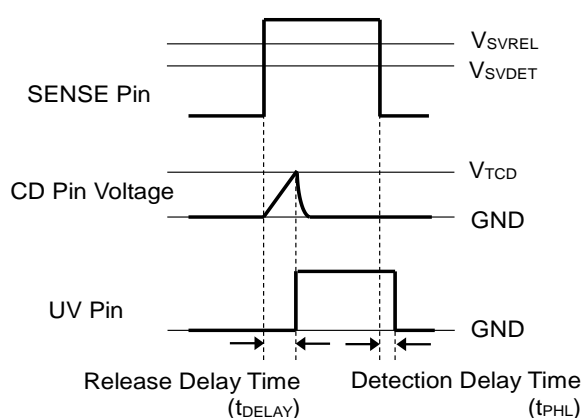 VSVREL
VSVDET
SENSE Pin
VTCD
CD Pin Voltage
GND
UV Pin
GND
Release Delay Time
(tDELAY)
Detection Delay Time
(tPHL)